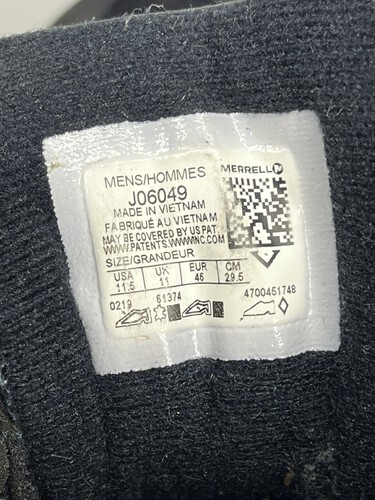 MENS/HOMMES
MERRELL
J06049
MADE IN VIETNAM
FABRIQUÉ AU VIETNAM
MAY BE COVERED BY US PAT.
WWW.PATENTS.WWWINC.COM
SIZE/GRANDEUR
USA UK EUR CM
11.5 11 46 29.5
0219 61374 4700451748